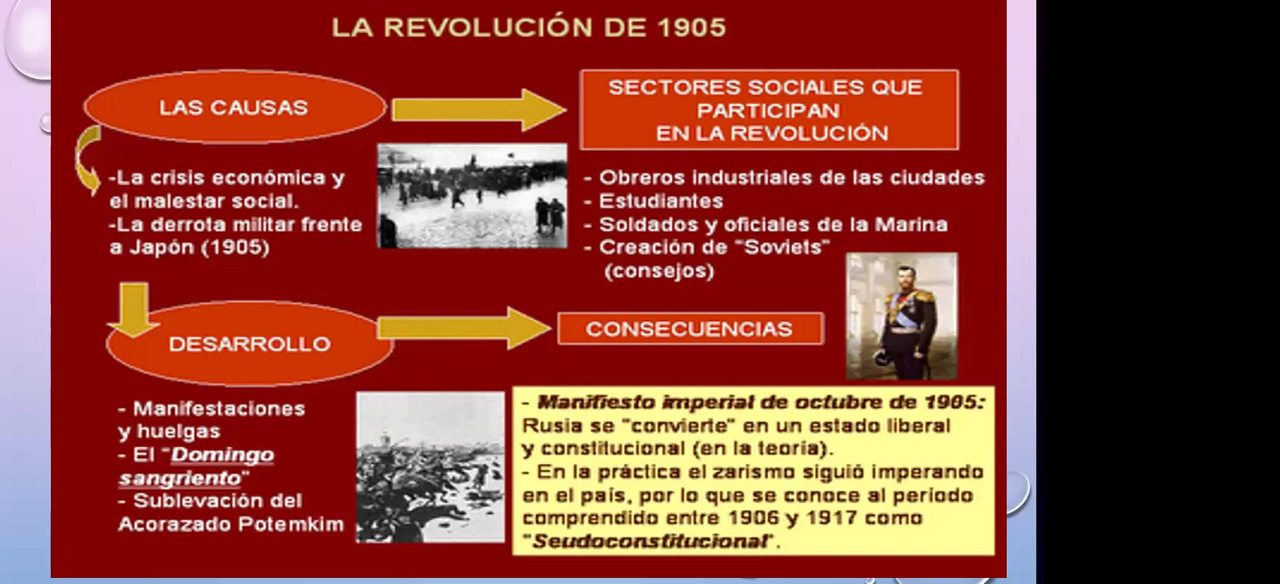 LA REVOLUCIÓN DE 1905
LAS CAUSAS
-La crisis económica y
el malestar social.
-La derrota militar frente
a Japón (1905)
SECTORES SOCIALES QUE
PARTICIPAN
EN LA REVOLUCIÓN
- Obreros industriales de las ciudades
- Estudiantes
- Soldados y oficiales de la Marina
- Creación de "Soviets"
(consejos)
DESARROLLO
- Manifestaciones
y huelgas
- El "Domingo
sangriento"
- Sublevación del
Acorazado Potemkim
CONSECUENCIAS
- Manifiesto imperial de octubre de 1905:
Rusia se "convierte" en un estado liberal
y constitucional (en la teoría).
- En la práctica el zarismo siguió imperando
en el país, por lo que se conoce al período
comprendido entre 1906 y 1917 como
"Seudoconstitucional".